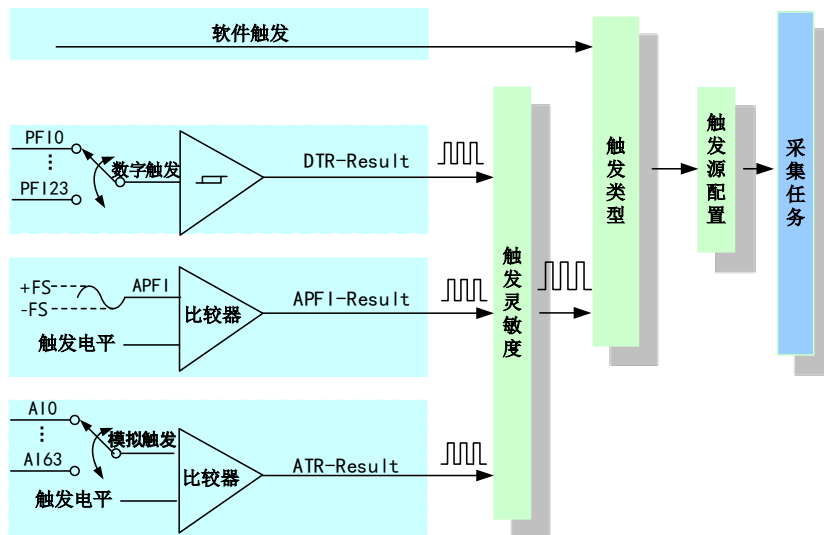 软件触发
PFI0
⋮
PFI23
数字触发
DTR-Result
+FS
-FS
APFI
触发电平
比较器
APFI-Result
AI0
⋮
AI63
模拟触发
触发电平
比较器
ATR-Result
触发灵敏度
触发类型
触发源配置
采集任务